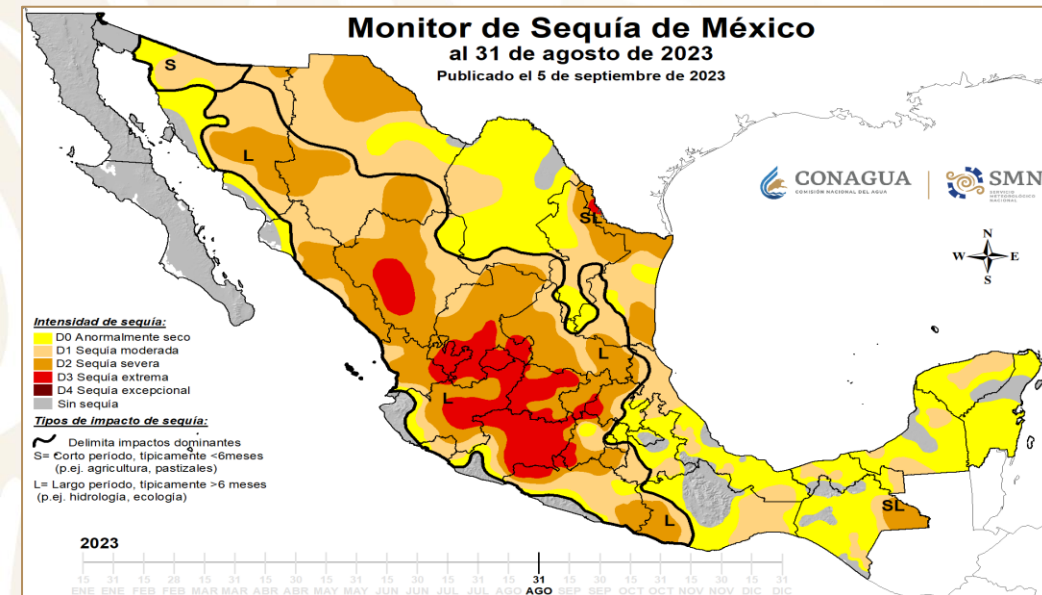 Monitor de Sequía de México
al 31 de agosto de 2023
Publicado el 5 de septiembre de 2023
CONAGUA
COMISIÓN NACIONAL DEL AGUA
SMN
SERVICIO
METEOROLÓGICO
NACIONAL
N
W E
S
S
L
SL
L
L
L
SL
Intensidad de sequía:
D0 Anormalmente seco
D1 Sequía moderada
D2 Sequía severa
D3 Sequía extrema
D4 Sequía excepcional
Sin sequía
Tipos de impacto de sequía:
Delimita impactos dominantes
S= Corto período, típicamente <6meses
(p.ej. agricultura, pastizales)
L= Largo período, típicamente >6 meses
(p.ej. hidrología, ecología)
2023
15 31 15 28 15 31 15 30 15 31 15 30 15 31 15 31 15 30 15 31 15 30 15 31
ENE ENE FEB FEB MAR MAR ABR ABR MAY MAY JUN JUN JUL JUL AGO AGO SEP SEP OCT OCT NOV NOV DIC DIC